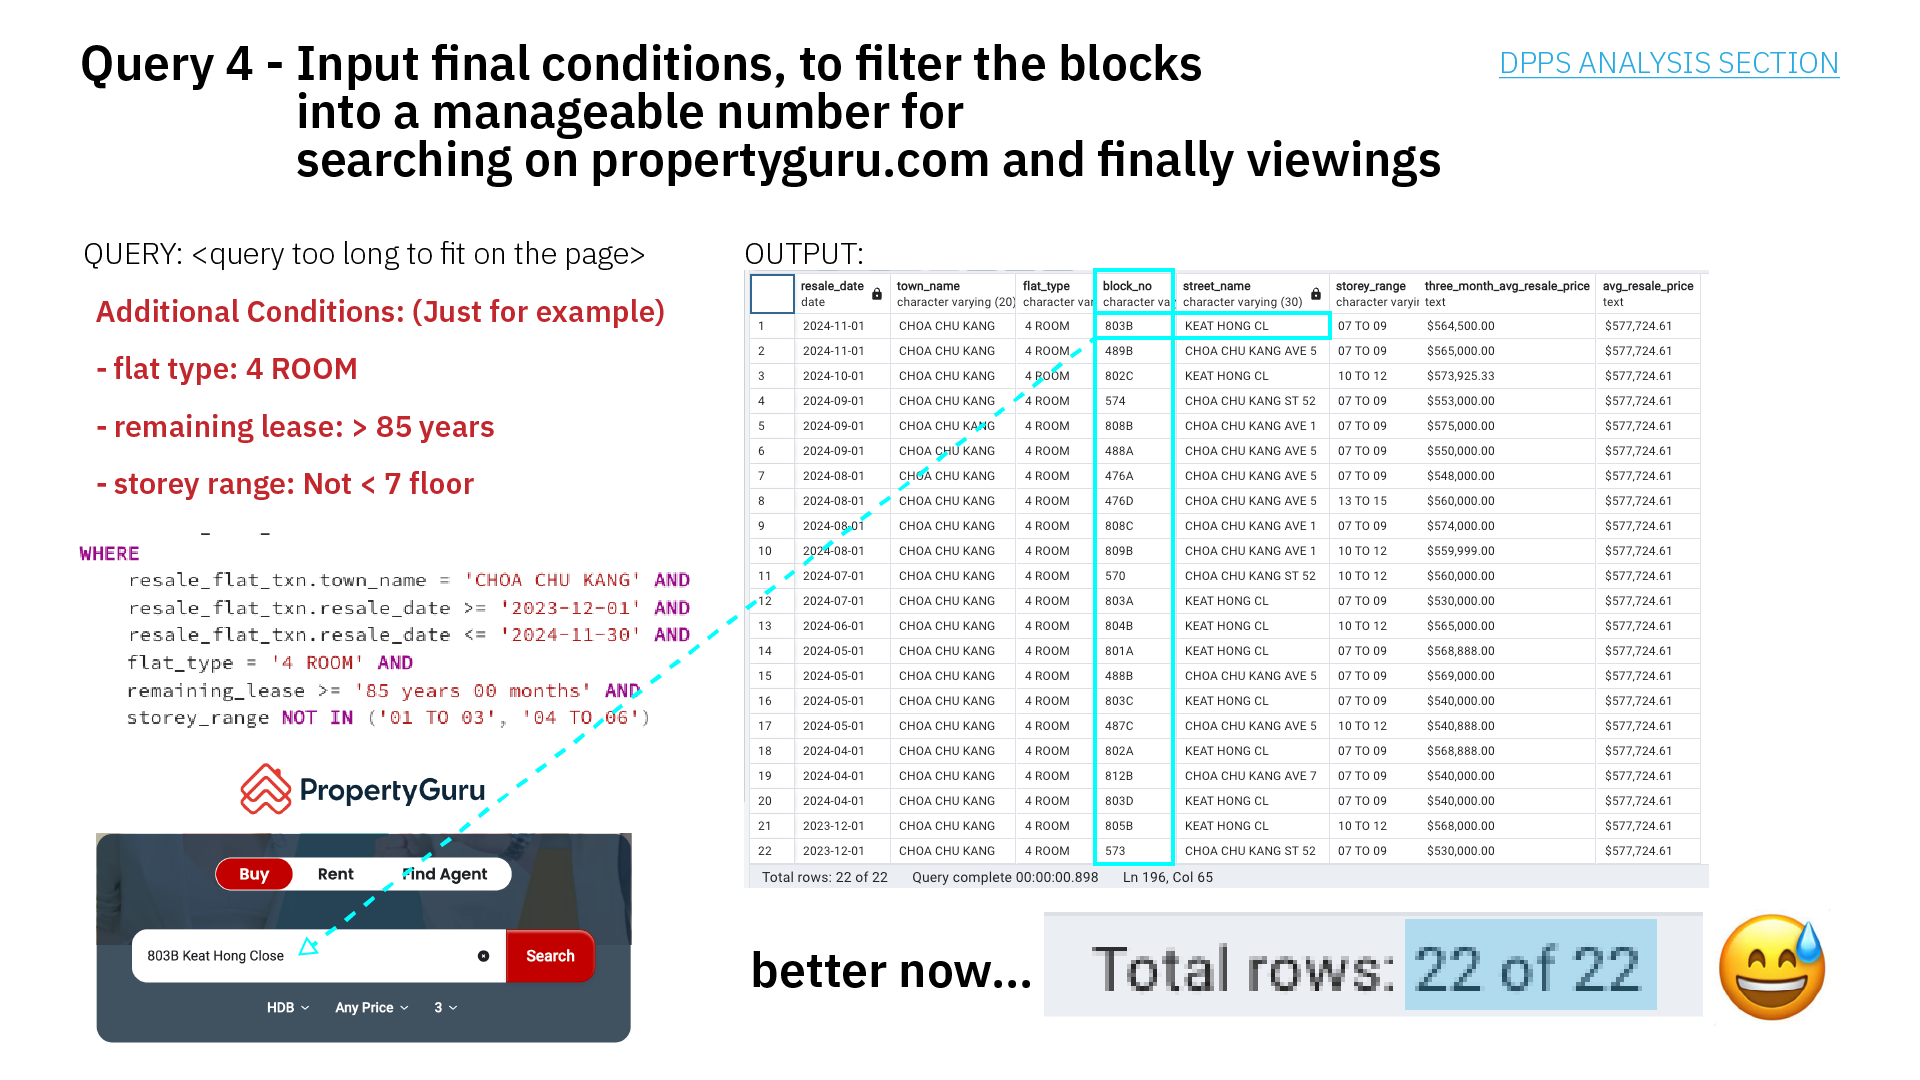 Query 4 - Input final conditions, to filter the blocks
into a manageable number for
searching on propertyguru.com and finally viewings
DPPS ANALYSIS SECTION
QUERY: <query too long to fit on the page>
Additional Conditions: (Just for example)
- flat type: 4 ROOM
- remaining lease: > 85 years
- storey range: Not < 7 floor
WHERE
resale_flat_txn.town_name = 'CHOA CHU KANG' AND
resale_flat_txn.resale_date >= '2023-12-01' AND
resale_flat_txn.resale_date <= '2024-11-30' AND
flat_type = '4 ROOM' AND
remaining_lease >= '85 years 00 months' AND
storey_range NOT IN ('01 TO 03', '04 TO 06')
PropertyGuru
Buy Rent Find Agent
803B Keat Hong Close Search
HDB Any Price 3
OUTPUT:
resale_date town_name flat_type block_no street_name storey_range three_month_avg_resale_price avg_resale_price
date character varying (20) character var character va character varying (30) character varyin text text
1 2024-11-01 CHOA CHU KANG 4 ROOM 803B KEAT HONG CL 07 TO 09 $564,500.00 $577,724.61
2 2024-11-01 CHOA CHU KANG 4 ROOM 489B CHOA CHU KANG AVE 5 07 TO 09 $565,000.00 $577,724.61
3 2024-10-01 CHOA CHU KANG 4 ROOM 802C KEAT HONG CL 10 TO 12 $573,925.33 $577,724.61
4 2024-09-01 CHOA CHU KANG 4 ROOM 574 CHOA CHU KANG ST 52 07 TO 09 $553,000.00 $577,724.61
5 2024-09-01 CHOA CHU KANG 4 ROOM 808B CHOA CHU KANG AVE 1 07 TO 09 $575,000.00 $577,724.61
6 2024-09-01 CHOA CHU KANG 4 ROOM 488A CHOA CHU KANG AVE 5 07 TO 09 $550,000.00 $577,724.61
7 2024-08-01 CHOA CHU KANG 4 ROOM 476A CHOA CHU KANG AVE 5 07 TO 09 $548,000.00 $577,724.61
8 2024-08-01 CHOA CHU KANG 4 ROOM 476D CHOA CHU KANG AVE 5 13 TO 15 $560,000.00 $577,724.61
9 2024-08-01 CHOA CHU KANG 4 ROOM 808C CHOA CHU KANG AVE 1 07 TO 09 $574,000.00 $577,724.61
10 2024-08-01 CHOA CHU KANG 4 ROOM 809B CHOA CHU KANG AVE 1 10 TO 12 $559,999.00 $577,724.61
11 2024-07-01 CHOA CHU KANG 4 ROOM 570 CHOA CHU KANG ST 52 10 TO 12 $560,000.00 $577,724.61
12 2024-07-01 CHOA CHU KANG 4 ROOM 803A KEAT HONG CL 07 TO 09 $530,000.00 $577,724.61
13 2024-06-01 CHOA CHU KANG 4 ROOM 804B KEAT HONG CL 10 TO 12 $565,000.00 $577,724.61
14 2024-05-01 CHOA CHU KANG 4 ROOM 801A KEAT HONG CL 07 TO 09 $568,888.00 $577,724.61
15 2024-05-01 CHOA CHU KANG 4 ROOM 488B CHOA CHU KANG AVE 5 07 TO 09 $569,000.00 $577,724.61
16 2024-05-01 CHOA CHU KANG 4 ROOM 803C KEAT HONG CL 07 TO 09 $540,000.00 $577,724.61
17 2024-05-01 CHOA CHU KANG 4 ROOM 487C CHOA CHU KANG AVE 5 10 TO 12 $540,888.00 $577,724.61
18 2024-04-01 CHOA CHU KANG 4 ROOM 802A KEAT HONG CL 07 TO 09 $568,888.00 $577,724.61
19 2024-04-01 CHOA CHU KANG 4 ROOM 812B CHOA CHU KANG AVE 7 07 TO 09 $540,000.00 $577,724.61
20 2024-04-01 CHOA CHU KANG 4 ROOM 803D KEAT HONG CL 07 TO 09 $540,000.00 $577,724.61
21 2023-12-01 CHOA CHU KANG 4 ROOM 805B KEAT HONG CL 10 TO 12 $568,000.00 $577,724.61
22 2023-12-01 CHOA CHU KANG 4 ROOM 573 CHOA CHU KANG ST 52 07 TO 09 $530,000.00 $577,724.61
Total rows: 22 of 22 Query complete 00:00:00.898 Ln 196, Col 65
better now... Total rows: 22 of 22